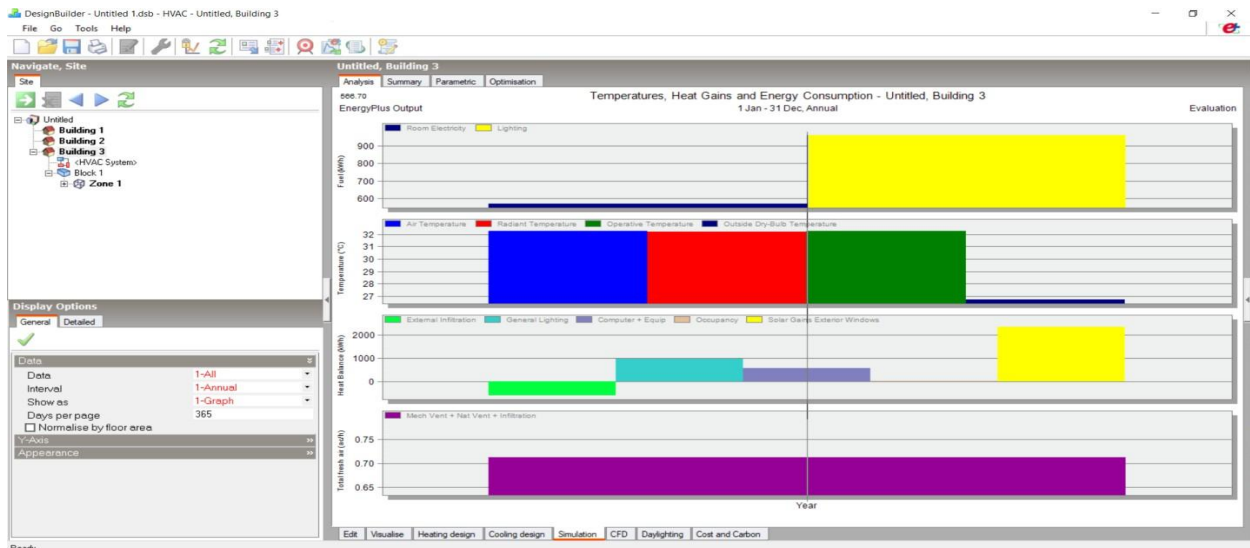 DesignBuilder - Untitled 1.dsb - HVAC - Untitled, Building 3
File Go Tools Help
Navigate, Site
Site
Untitled
Building 1
Building 2
Building 3
<HVAC System>
Block 1
Zone 1
Display Options
General Detailed
Data
Data 1-All
Interval 1-Annual
Show as 1-Graph
Days per page 365
Normalise by floor area
Y-Axis
Appearance
Untitled, Building 3
Analysis Summary Parametric Optimisation
566.70 Temperatures, Heat Gains and Energy Consumption - Untitled, Building 3
EnergyPlus Output 1 Jan - 31 Dec, Annual Evaluation
Room Electricity Lighting
Fuel (kWh)
900
800
700
600
Air Temperature Radiant Temperature Operative Temperature Outside Dry-Bulb Temperature
Temperature (°C)
32
31
30
29
28
27
External Infiltration General Lighting Computer + Equip Occupancy Solar Gains Exterior Windows
Heat Balance (kWh)
2000
1000
0
Mech Vent + Nat Vent + Infiltration
Total fresh air (ac/h)
0.75
0.70
0.65
Year
Edit Visualise Heating design Cooling design Simulation CFD Daylighting Cost and Carbon
Ready